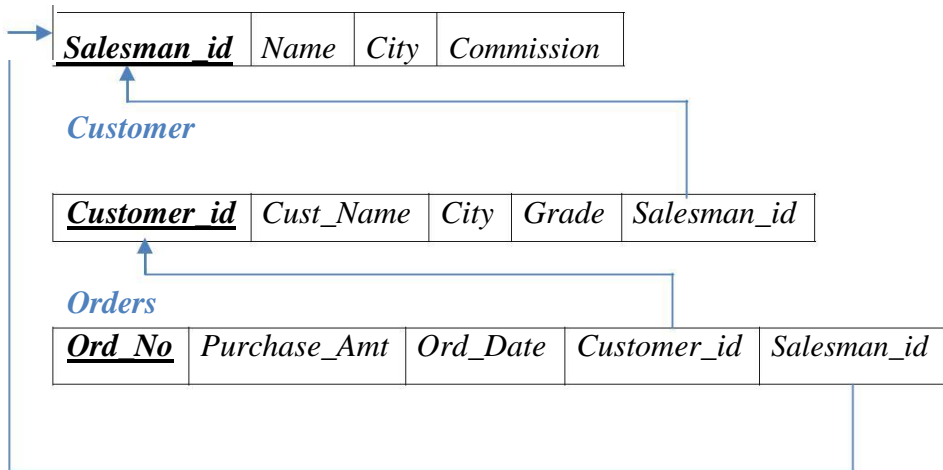 Salesman_id Name City Commission
Customer
Customer_id Cust_Name City Grade Salesman_id
Orders
Ord_No Purchase_Amt Ord_Date Customer_id Salesman_id